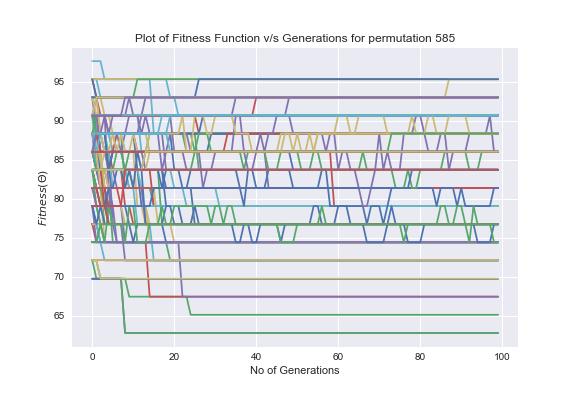 Plot of Fitness Function v/s Generations for permutation 585
95
90
85
80
75
70
65
Fitness(Θ)
0 20 40 60 80 100
No of Generations